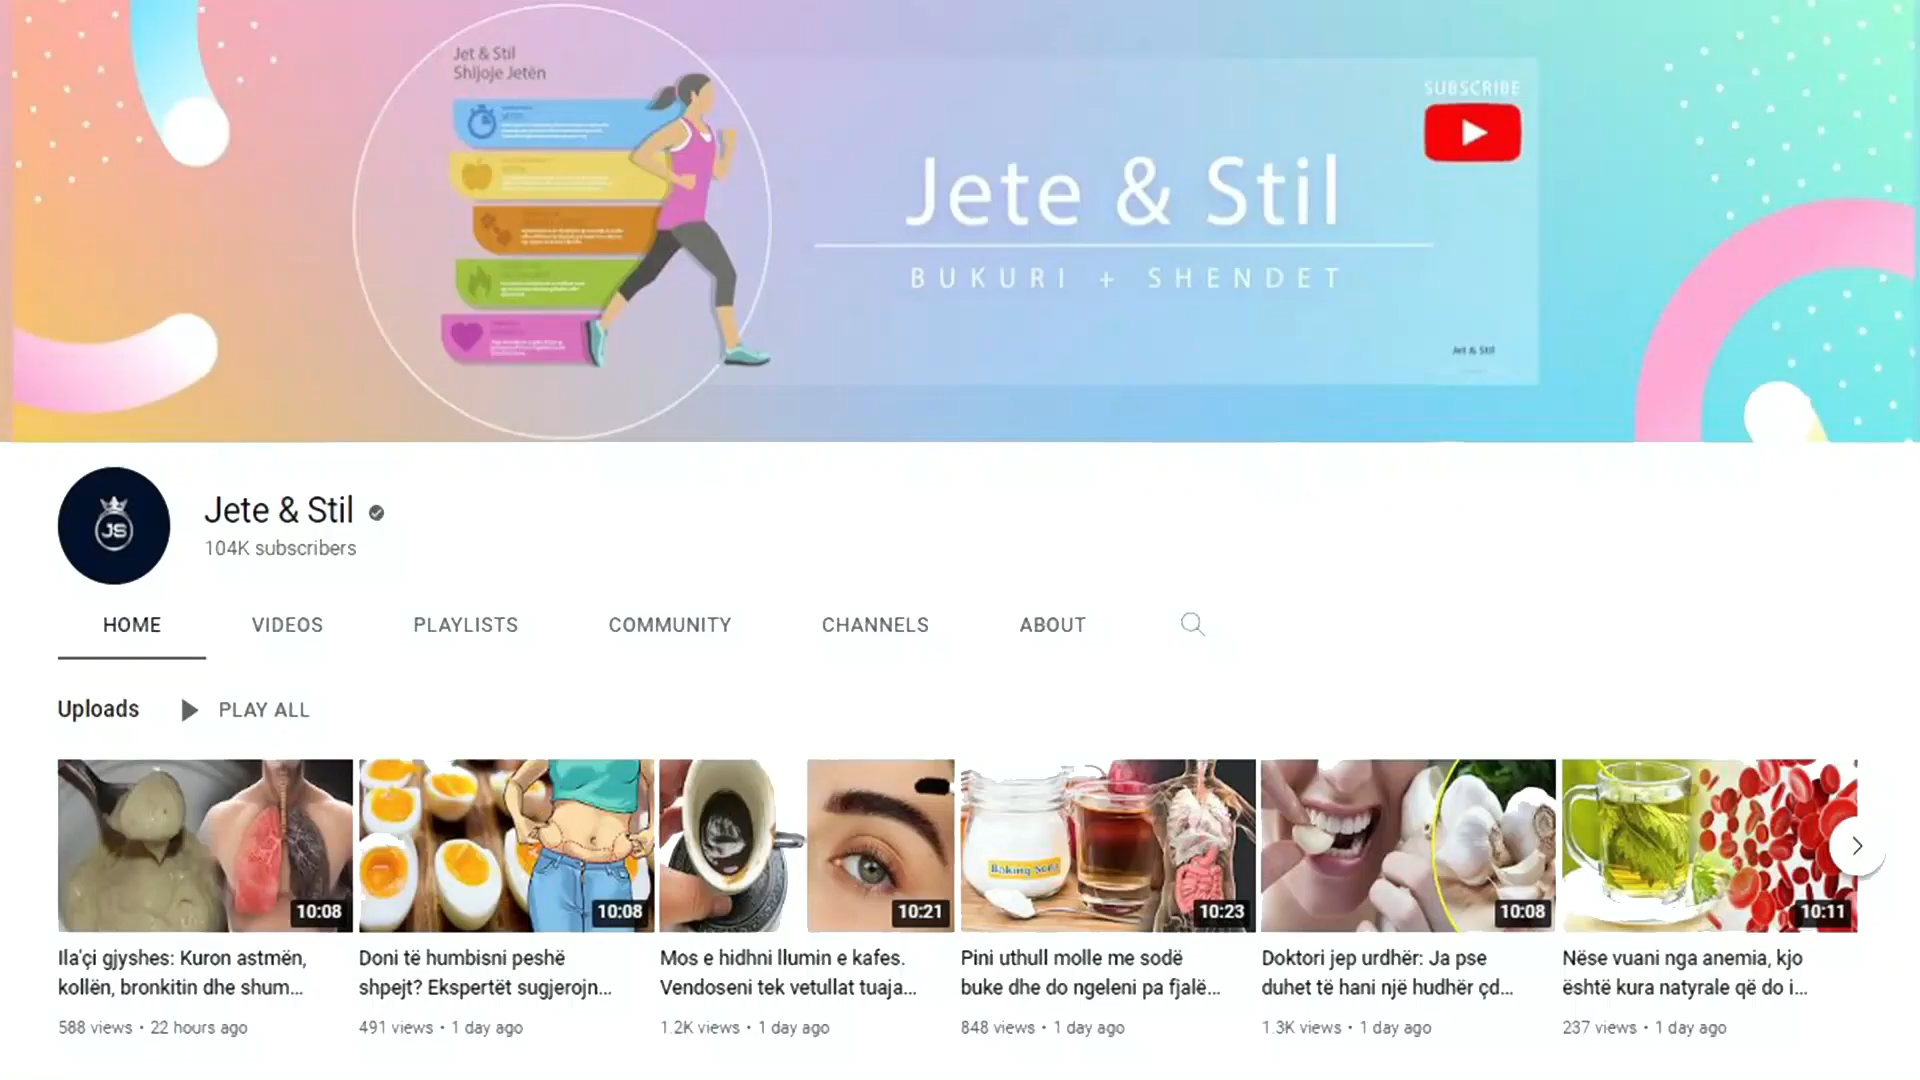 Jet & Stil
Shijoje Jetën
SUBSCRIBE
Jete & Stil
BUKURI + SHENDET
Jet & Stil
JS
Jete & Stil
104K subscribers
HOME VIDEOS PLAYLISTS COMMUNITY CHANNELS ABOUT
Uploads PLAY ALL
Baking Soda
10:08 10:08 10:21 10:23 10:08 10:11
Ila'çi gjyshes: Kuron astmën,
kollën, bronkitin dhe shum...
588 views • 22 hours ago
Doni të humbisni peshë
shpejt? Ekspertët sugjerojn...
491 views • 1 day ago
Mos e hidhni llumin e kafes.
Vendoseni tek vetullat tuaja...
1.2K views • 1 day ago
Pini uthull molle me sodë
buke dhe do ngeleni pa fjalë...
848 views • 1 day ago
Doktori jep urdhër: Ja pse
duhet të hani një hudhër çd...
1.3K views • 1 day ago
Nëse vuani nga anemia, kjo
është kura natyrale që do i...
237 views • 1 day ago